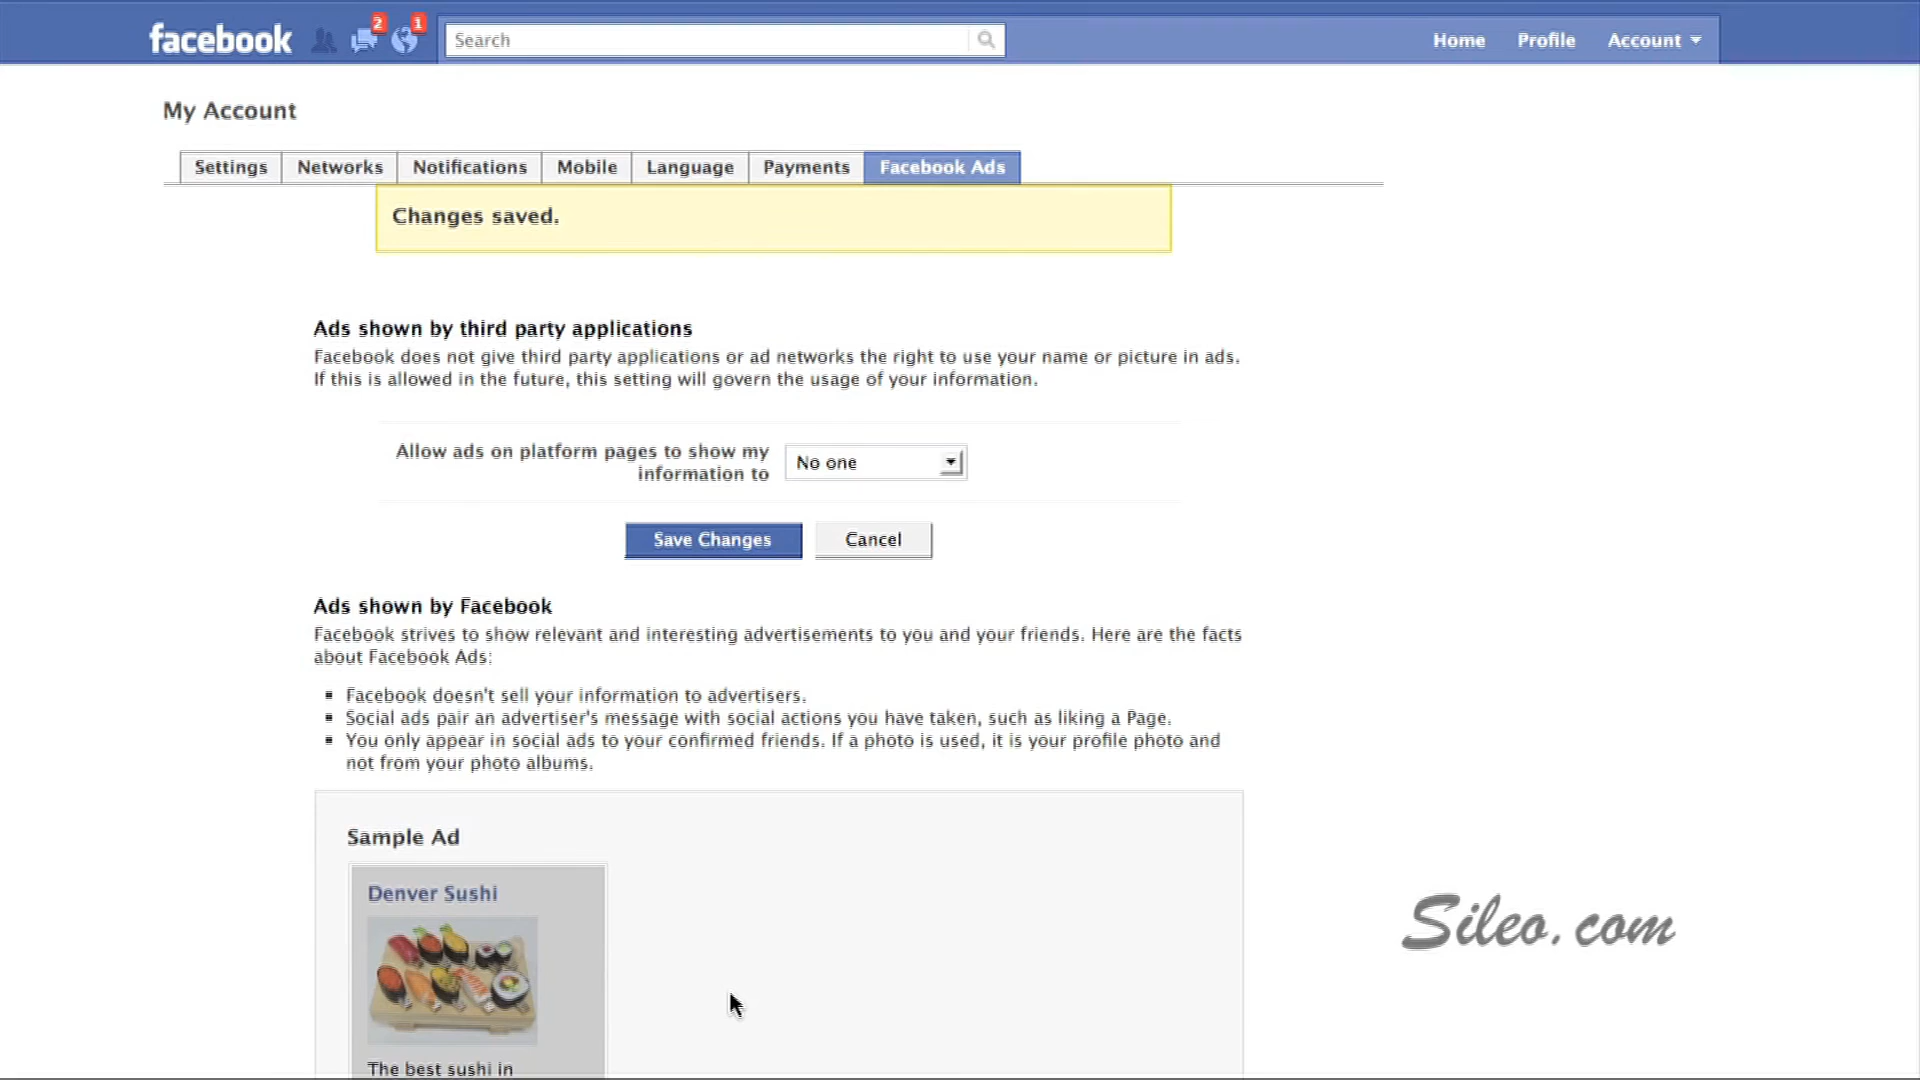 facebook
2
1
Search
Home
Profile
Account
My Account
Settings
Networks
Notifications
Mobile
Language
Payments
Facebook Ads
Changes saved.
Ads shown by third party applications
Facebook does not give third party applications or ad networks the right to use your name or picture in ads.
If this is allowed in the future, this setting will govern the usage of your information.
Allow ads on platform pages to show my
information to
No one
Save Changes
Cancel
Ads shown by Facebook
Facebook strives to show relevant and interesting advertisements to you and your friends. Here are the facts
about Facebook Ads:
Facebook doesn't sell your information to advertisers.
Social ads pair an advertiser's message with social actions you have taken, such as liking a Page.
You only appear in social ads to your confirmed friends. If a photo is used, it is your profile photo and
not from your photo albums.
Sample Ad
Denver Sushi
The best sushi in
Sileo.com